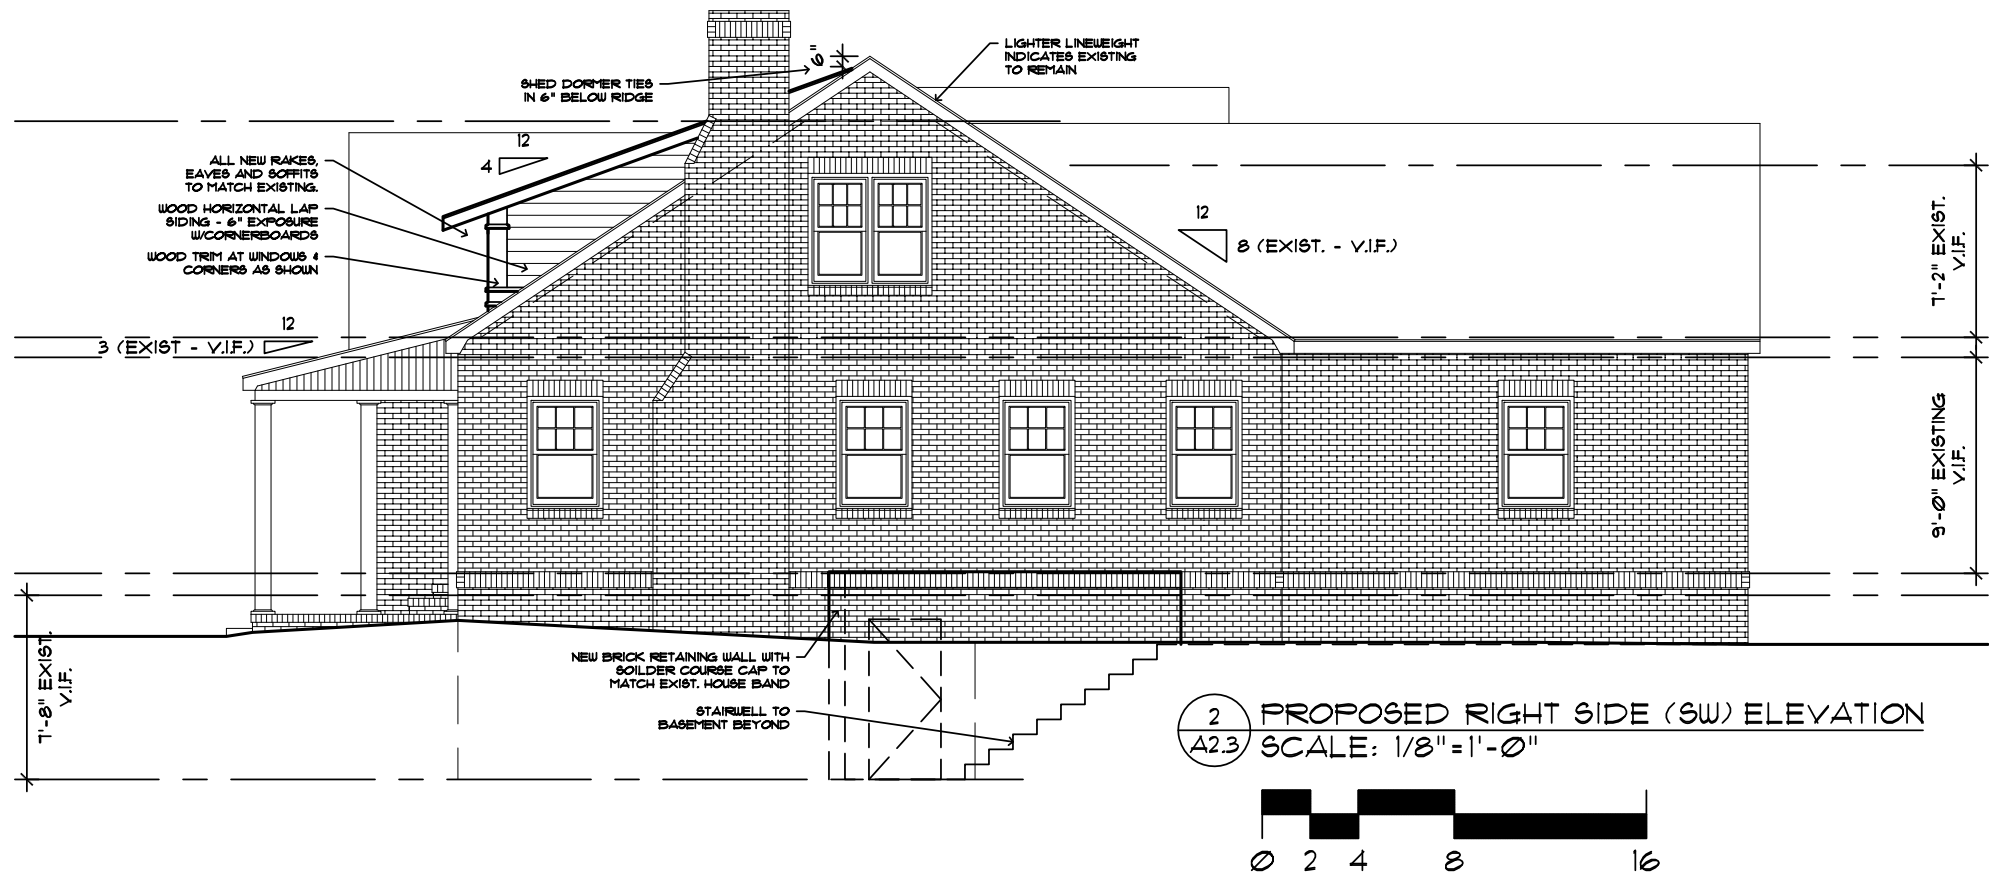 LIGHTER LINEWEIGHT
INDICATES EXISTING
TO REMAIN
6"
SHED DORMER TIES
IN 6" BELOW RIDGE
12
4
ALL NEW RAKES,
EAVES AND SOFFITS
TO MATCH EXISTING.
WOOD HORIZONTAL LAP
SIDING - 6" EXPOSURE
W/CORNERBOARDS
WOOD TRIM AT WINDOWS &
CORNERS AS SHOWN
12
3 (EXIST - V.I.F.)
12
8 (EXIST. - V.I.F.)
7'-2" EXIST.
V.I.F.
9'-0" EXISTING
V.I.F.
7'-8" EXIST.
V.I.F.
NEW BRICK RETAINING WALL WITH
SOILDER COURSE CAP TO
MATCH EXIST. HOUSE BAND
STAIRWELL TO
BASEMENT BEYOND
2
A2.3
PROPOSED RIGHT SIDE (SW) ELEVATION
SCALE: 1/8"=1'-0"
0 2 4 8 16